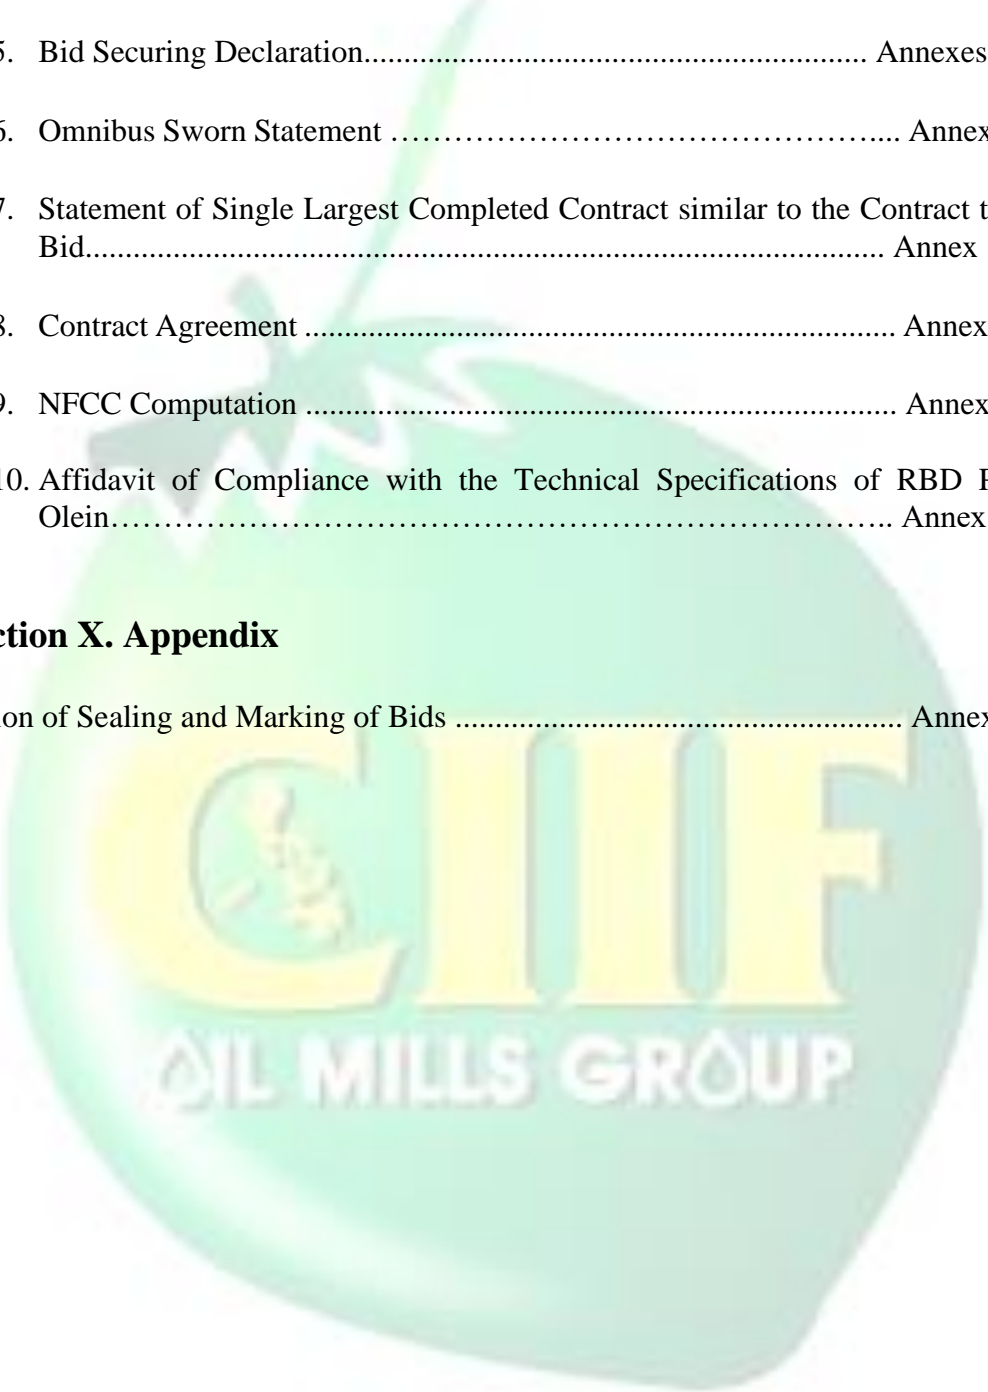 5. Bid Securing Declaration............................................................... Annexes
6. Omnibus Sworn Statement …………………………………………... Annex
7. Statement of Single Largest Completed Contract similar to the Contract
Bid.................................................................................................... Annex
8. Contract Agreement .......................................................................... Annex
9. NFCC Computation .......................................................................... Annex
10. Affidavit of Compliance with the Technical Specifications of RBD
Olein………………………………………………………………….. Annex
ction X. Appendix
ion of Sealing and Marking of Bids ........................................................ Annex
CIIF
OIL MILLS GROUP